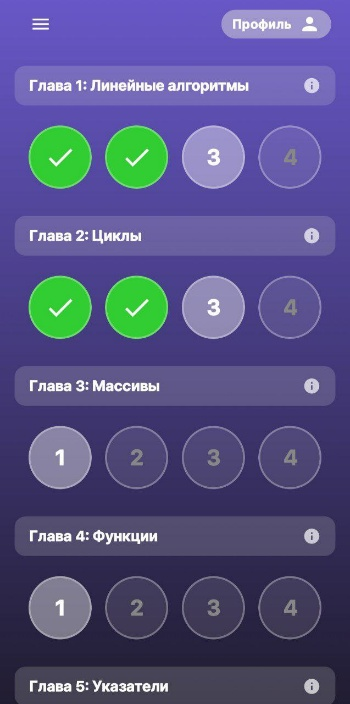 Профиль
Глава 1: Линейные алгоритмы
3 4
Глава 2: Циклы
3 4
Глава 3: Массивы
1 2 3 4
Глава 4: Функции
1 2 3 4
Глава 5: Указатели